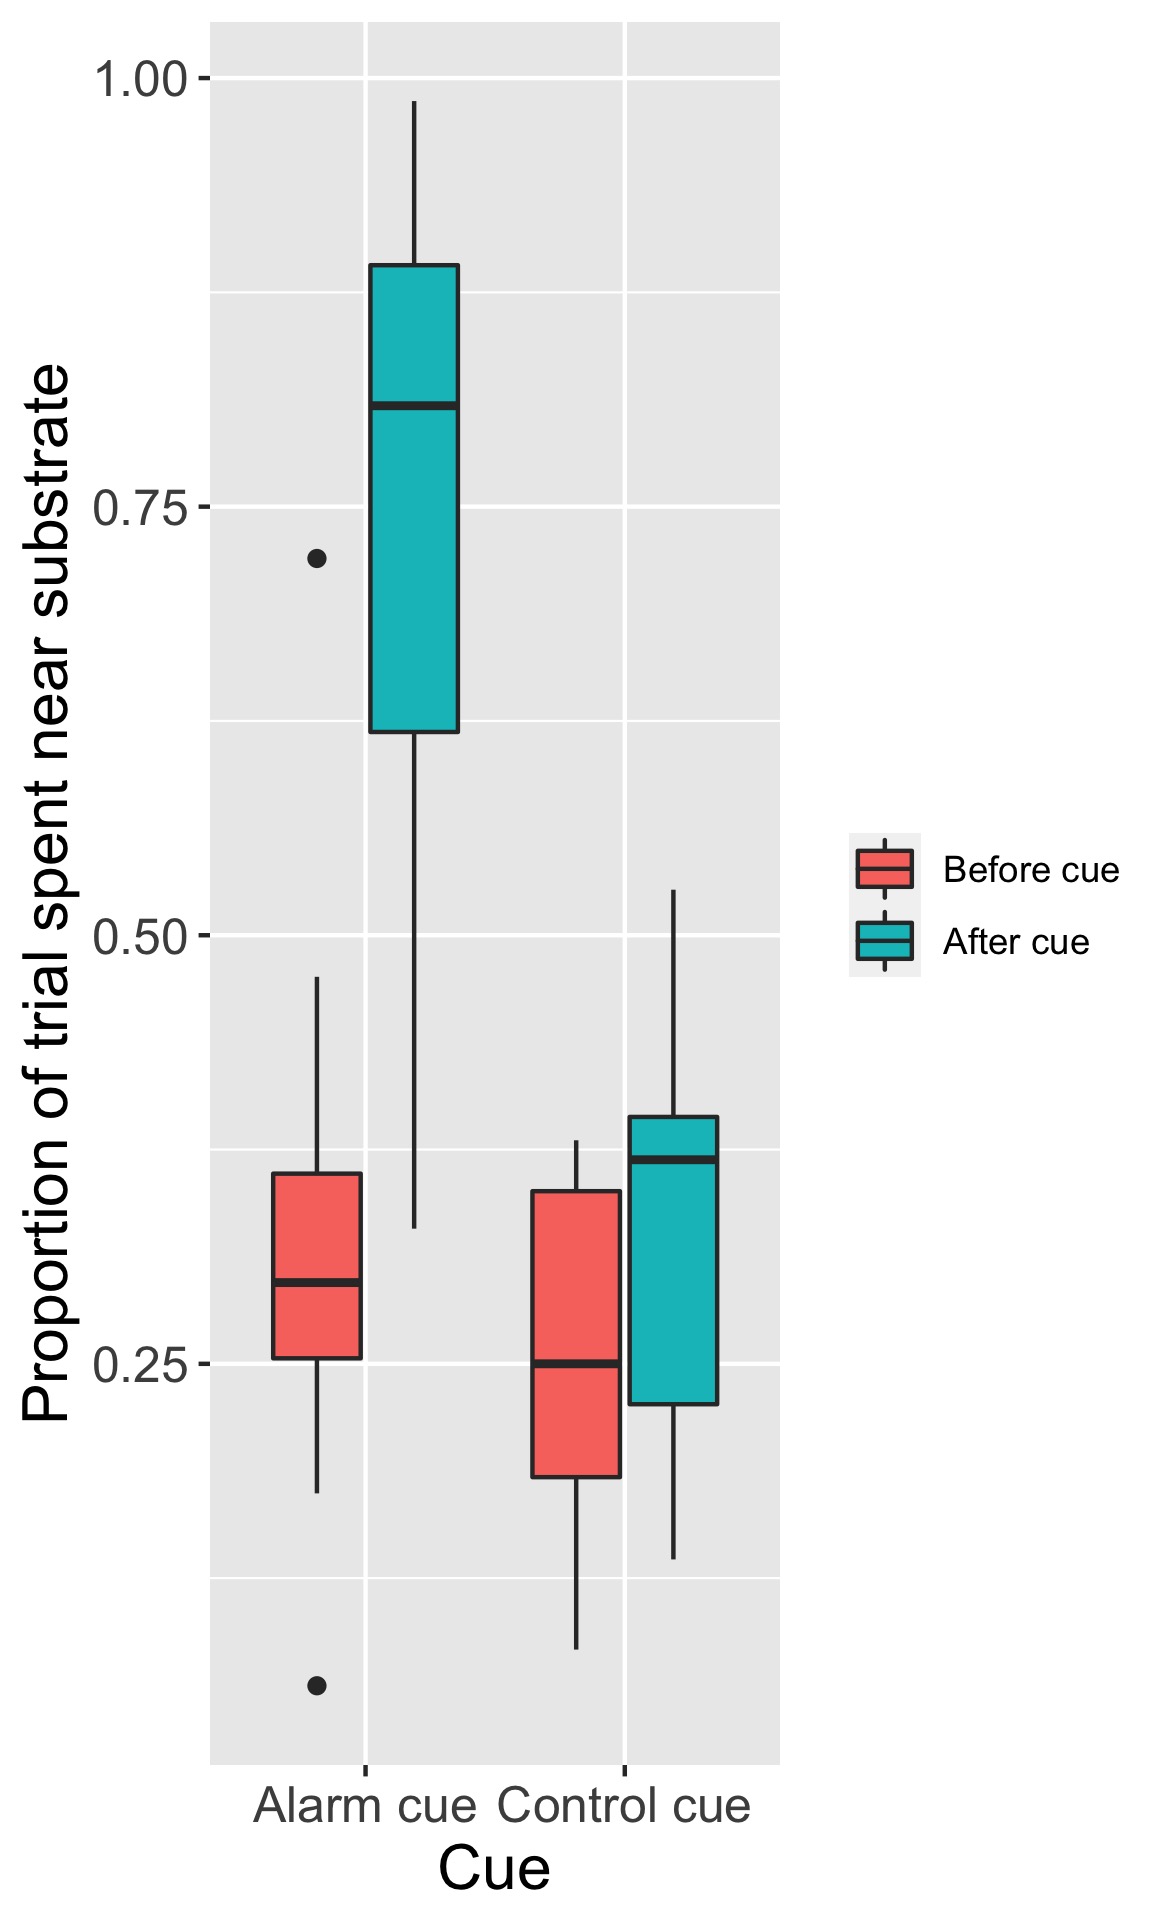 Proportion of trial spent near substrate
1.00
0.75
0.50
0.25
Alarm cue
Control cue
Cue
Before cue
After cue